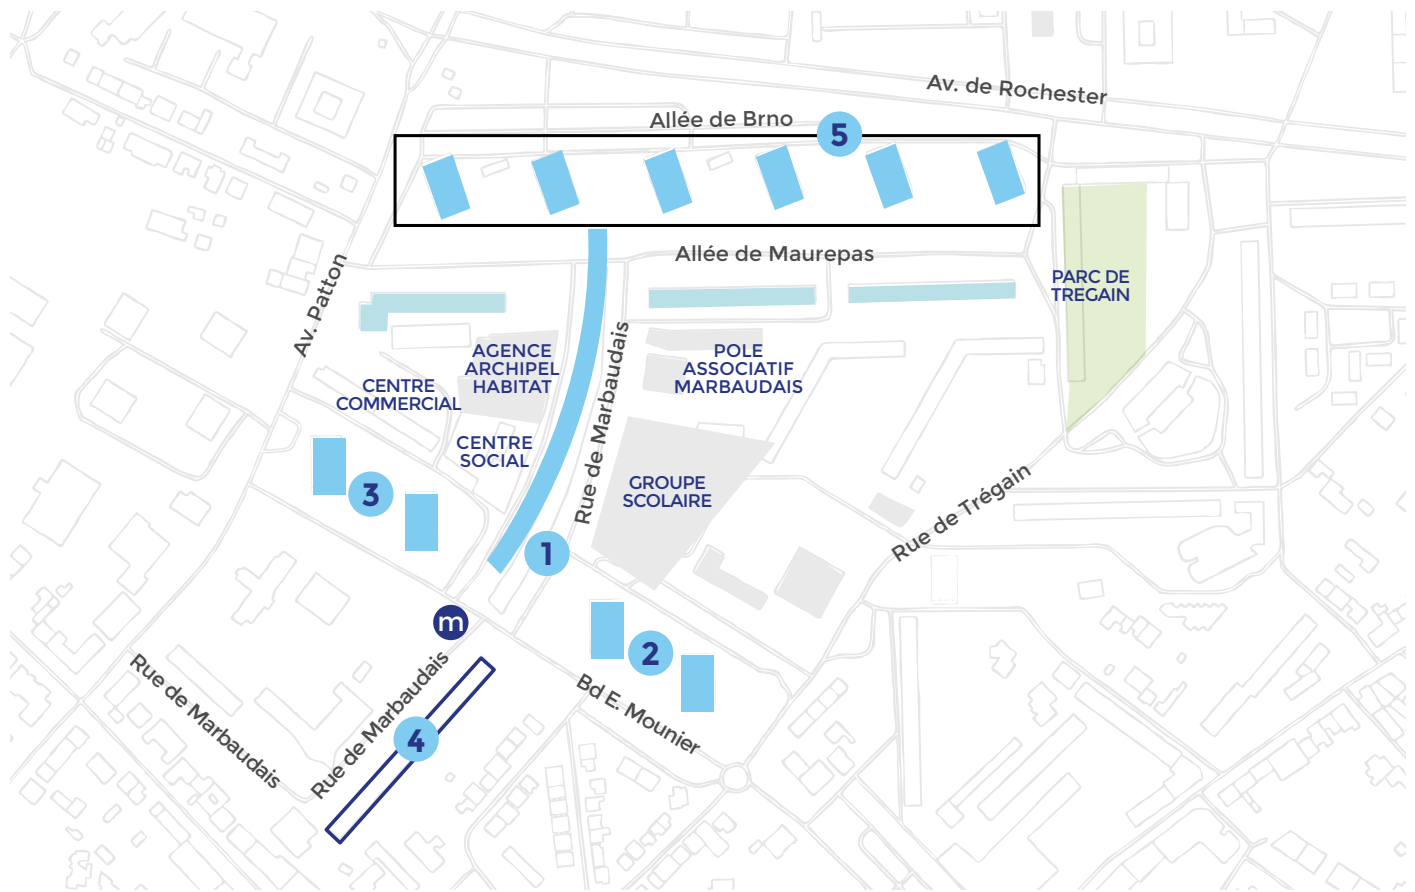 Av. de Rochester
Allée de Brno
5
Allée de Maurepas
Av. Patton
PARC DE
TREGAIN
AGENCE
ARCHIPEL
HABITAT
Rue de Marbaudais
POLE
ASSOCIATIF
MARBAUDAIS
CENTRE
COMMERCIAL
CENTRE
SOCIAL
GROUPE
SCOLAIRE
3
Rue de Trégain
1
m
2
Rue de Marbaudais
Rue de Marbaudais
Bd E. Mounier
4